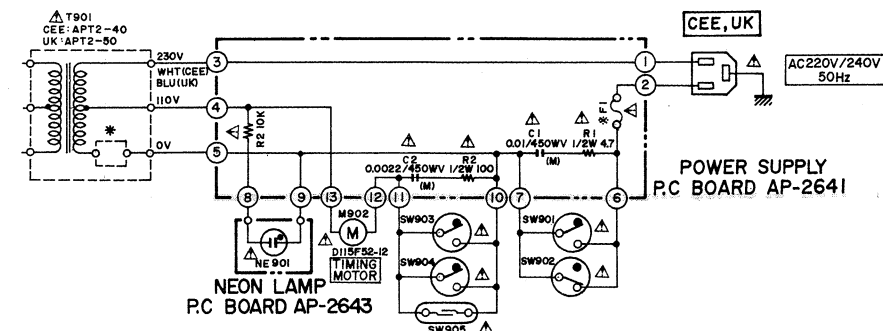 T901
CEE:APT2-40
UK:APT2-50
CEE, UK
230V
WHT(CEE)
BLU(UK)
3
1
2
AC220V/240V
50Hz
110V
4
R2 10K
*
0V
5
※ F1
C1
0.01/450WV
(M)
R1
1/2W 4.7
C2
0.0022/450WV
(M)
R2
1/2W 100
POWER SUPPLY
P.C BOARD AP-2641
8
9
13
12
11
10
7
6
M902
M
D115F52-12
TIMING
MOTOR
SW903
SW901
SW904
SW902
SW905
NE901
NEON LAMP
P.C BOARD AP-2643